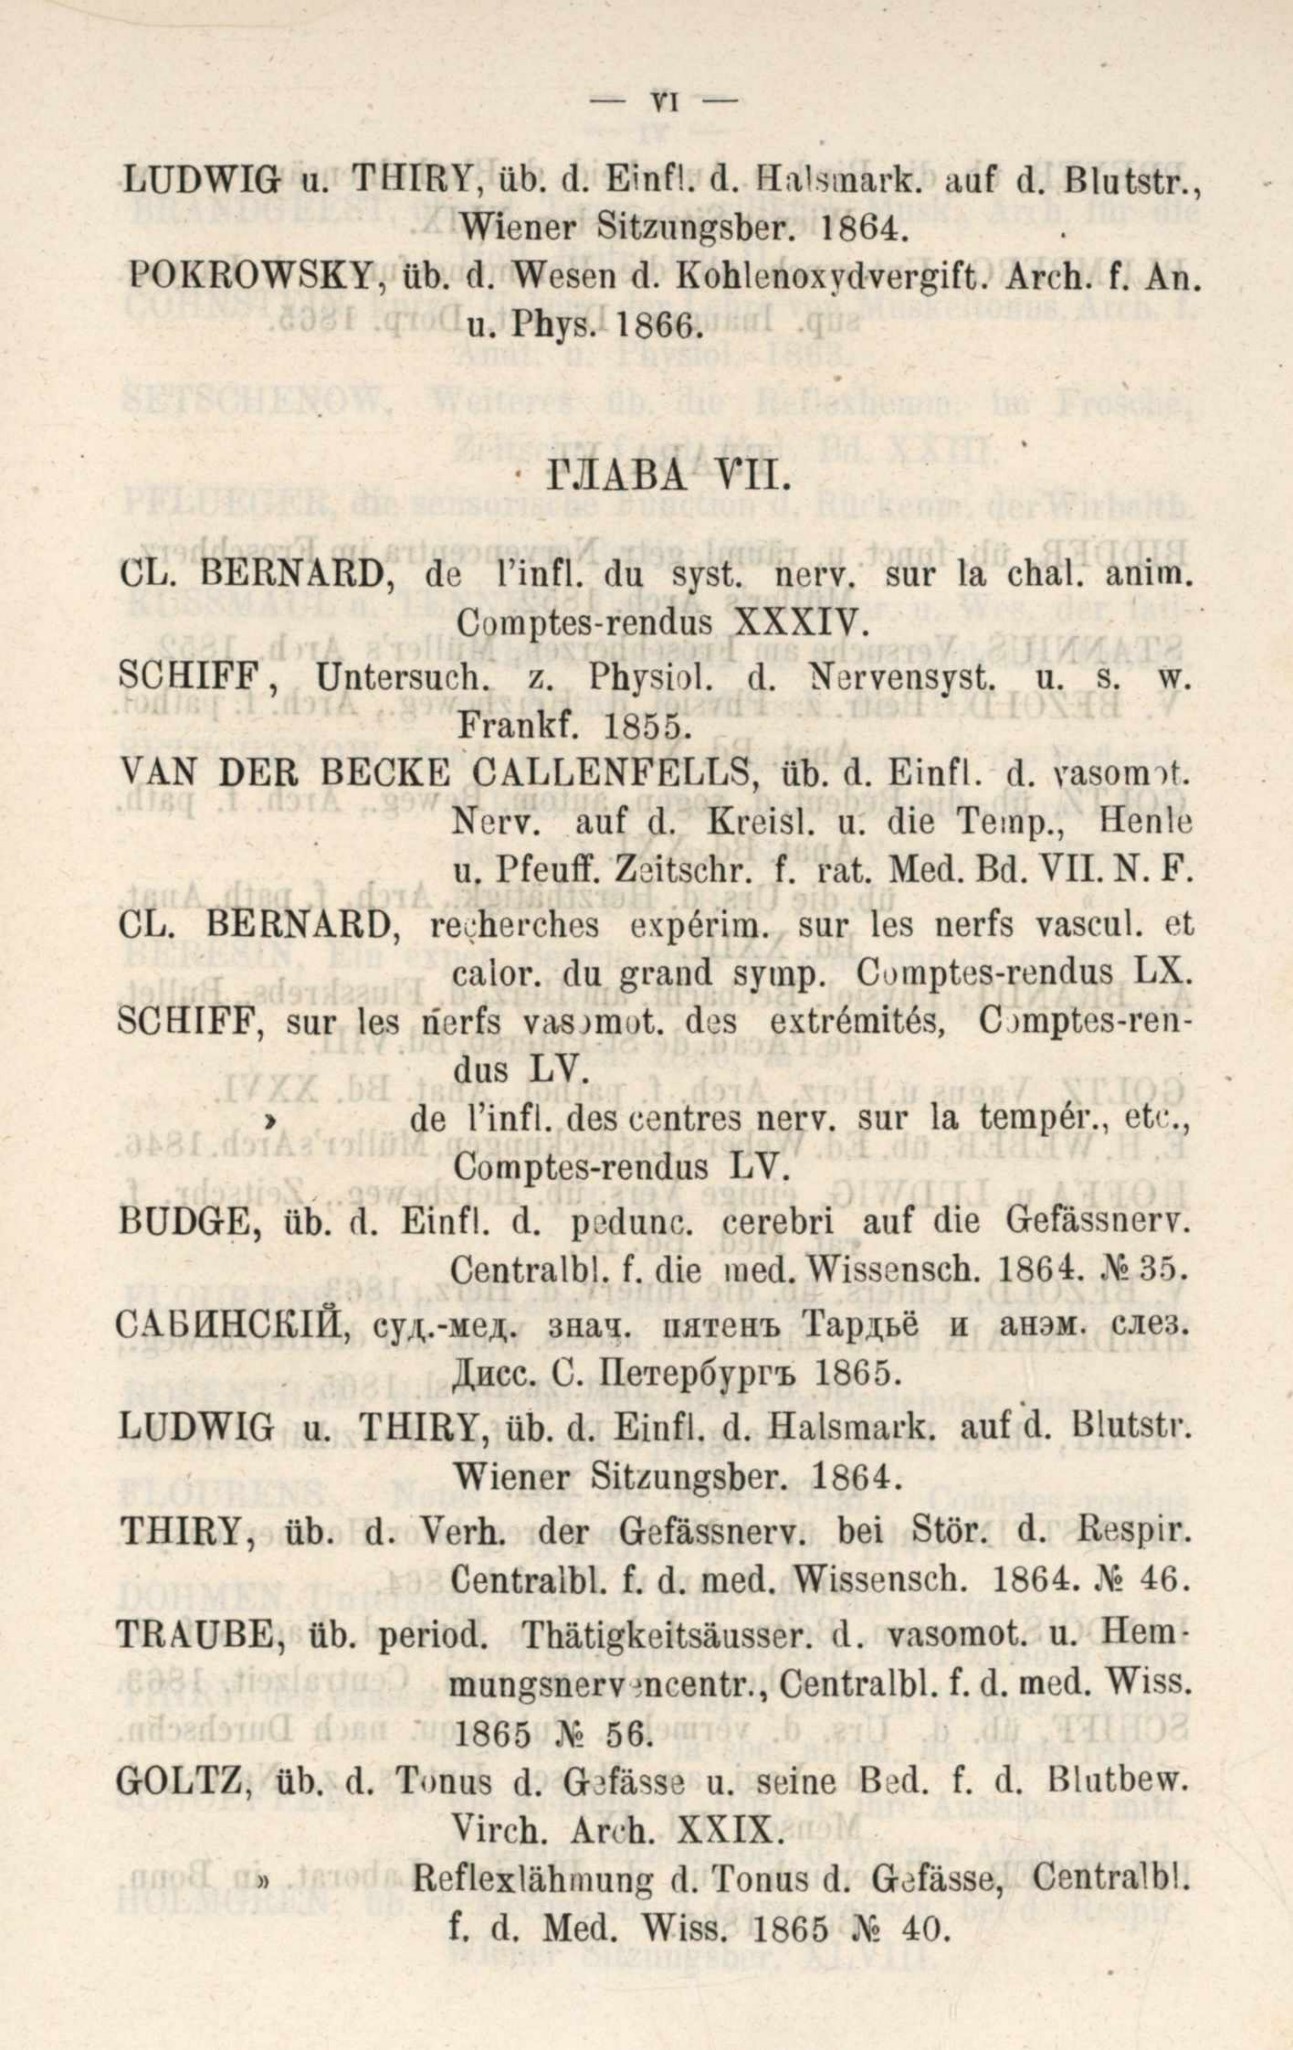 — VI —
LUDWIG u. THIRY, üb. d. Einfl. d. Halsmark. auf d. Blutstr.,
Wiener Sitzungsber. 1864.
POKROWSKY, üb. d. Wesen d. Kohlenoxydvergift. Arch. f. An.
u. Phys. 1866.
ГЛАВА VII.
CL. BERNARD, de l'infl. du syst. nerv. sur la chal. anim.
Comptes-rendus XXXIV.
SCHIFF, Untersuch. z. Physiol. d. Nervensyst. u. s. w.
Frankf. 1855.
VAN DER BECKE CALLENFELLS, üb. d. Einfl. d. vasomot.
Nerv. auf d. Kreisl. u. die Temp., Henle
u. Pfeuff. Zeitschr. f. rat. Med. Bd. VII. N. F.
CL. BERNARD, recherches expérim. sur les nerfs vascul. et
calor. du grand symp. Comptes-rendus LX.
SCHIFF, sur les nerfs vasomot. des extrémités, Comptes-ren-
dus LV.
» de l'infl. des centres nerv. sur la tempér., etc.,
Comptes-rendus LV.
BUDGE, üb. d. Einfl. d. pedunc. cerebri auf die Gefässnerv.
Centralbl. f. die med. Wissensch. 1864. № 35.
САБИНСКІЙ, суд.-мед. знач. пятенъ Тардьё и анэм. слез.
Дисс. С. Петербургъ 1865.
LUDWIG u. THIRY, üb. d. Einfl. d. Halsmark. auf d. Blutstr.
Wiener Sitzungsber. 1864.
THIRY, üb. d. Verh. der Gefässnerv. bei Stör. d. Respir.
Centralbl. f. d. med. Wissensch. 1864. № 46.
TRAUBE, üb. period. Thätigkeitsäusser. d. vasomot. u. Hem-
mungsnervencentr., Centralbl. f. d. med. Wiss.
1865 № 56.
GOLTZ, üb. d. Tonus d. Gefässe u. seine Bed. f. d. Blutbew.
Virch. Arch. XXIX.
» Reflexlähmung d. Tonus d. Gefässe, Centralbl.
f. d. Med. Wiss. 1865 № 40.